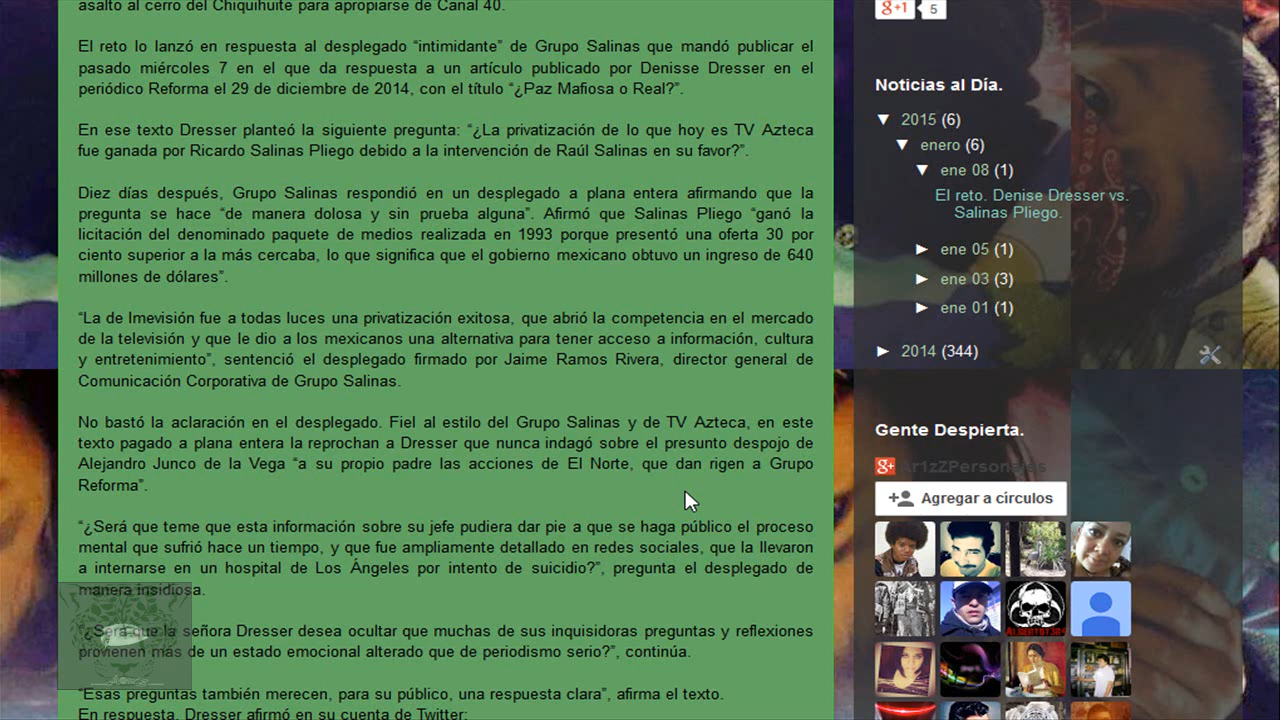 asalto al cerro del Chiquihuite para apropiarse de Canal 40.
El reto lo lanzó en respuesta al desplegado “intimidante” de Grupo Salinas que mandó publicar el
pasado miércoles 7 en el que da respuesta a un artículo publicado por Denisse Dresser en el
periódico Reforma el 29 de diciembre de 2014, con el título “¿Paz Mafiosa o Real?”.
En ese texto Dresser planteó la siguiente pregunta: “¿La privatización de lo que hoy es TV Azteca
fue ganada por Ricardo Salinas Pliego debido a la intervención de Raúl Salinas en su favor?”.
Diez días después, Grupo Salinas respondió en un desplegado a plana entera afirmando que la
pregunta se hace “de manera dolosa y sin prueba alguna”. Afirmó que Salinas Pliego “ganó la
licitación del denominado paquete de medios realizada en 1993 porque presentó una oferta 30 por
ciento superior a la más cercaba, lo que significa que el gobierno mexicano obtuvo un ingreso de 640
millones de dólares”.
“La de Imevisión fue a todas luces una privatización exitosa, que abrió la competencia en el mercado
de la televisión y que le dio a los mexicanos una alternativa para tener acceso a información, cultura
y entretenimiento”, sentenció el desplegado firmado por Jaime Ramos Rivera, director general de
Comunicación Corporativa de Grupo Salinas.
No bastó la aclaración en el desplegado. Fiel al estilo del Grupo Salinas y de TV Azteca, en este
texto pagado a plana entera la reprochan a Dresser que nunca indagó sobre el presunto despojo de
Alejandro Junco de la Vega “a su propio padre las acciones de El Norte, que dan rigen a Grupo
Reforma”.
“¿Será que teme que esta información sobre su jefe pudiera dar pie a que se haga público el proceso
mental que sufrió hace un tiempo, y que fue ampliamente detallado en redes sociales, que la llevaron
a internarse en un hospital de Los Ángeles por intento de suicidio?”, pregunta el desplegado de
manera insidiosa.
“¿Será que la señora Dresser desea ocultar que muchas de sus inquisidoras preguntas y reflexiones
provienen más de un estado emocional alterado que de periodismo serio?”, continúa.
“Esas preguntas también merecen, para su público, una respuesta clara”, afirma el texto.
En respuesta, Dresser afirmó en su cuenta de Twitter:
g+1 5
Noticias al Día.
▼ 2015 (6)
▼ enero (6)
▼ ene 08 (1)
El reto. Denise Dresser vs.
Salinas Pliego.
► ene 05 (1)
► ene 03 (3)
► ene 01 (1)
► 2014 (344)
Gente Despierta.
g+ Ar1zZPersonales
Agregar a círculos